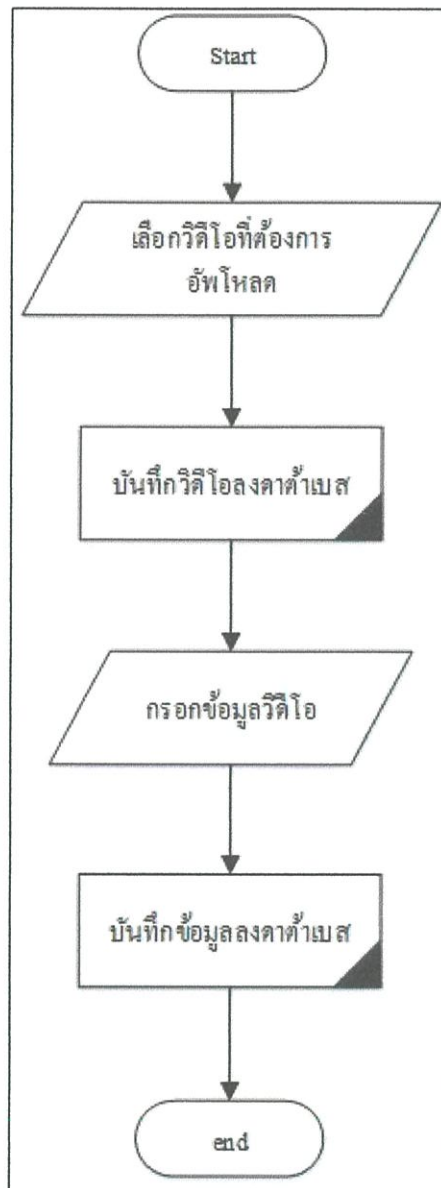 Start
เลือกวิดีโอที่ต้องการ
อัพโหลด
บันทึกวิดีโอลงดาต้าเบส
กรอกข้อมูลวิดีโอ
บันทึกข้อมูลลงดาต้าเบส
end